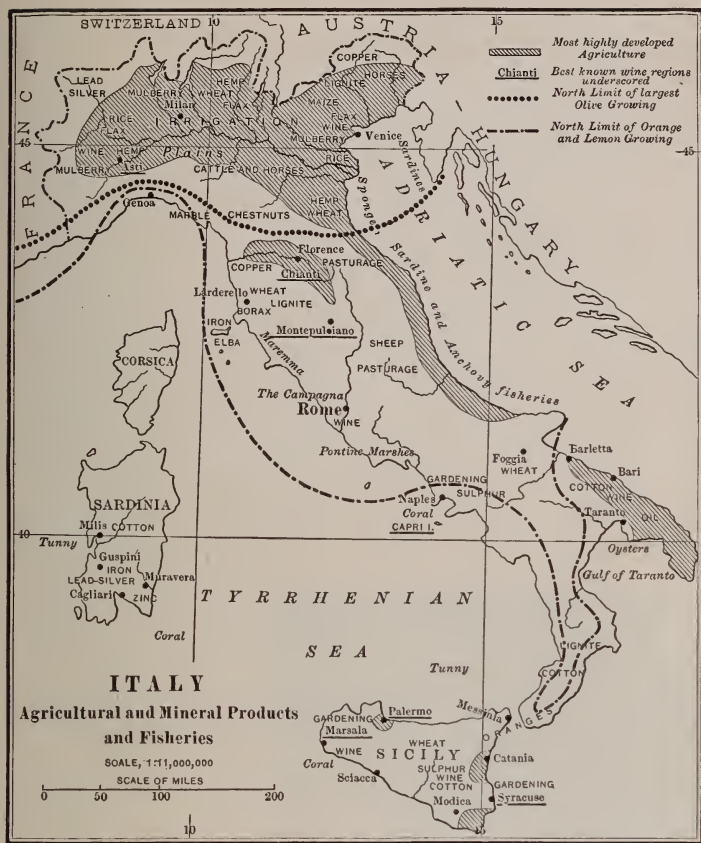 10
15
SWITZERLAND
AUSTRIA-HUNGARY
FRANCE
Most highly developed
Agriculture
Chianti
Best known wine regions
underscored
North Limit of largest
Olive Growing
North Limit of Orange
and Lemon Growing
COPPER
LIGNITE
HORSES
LEAD
SILVER
MULBERRY
HEMP
WHEAT
FLAX
Milan
MAIZE
FLAX
WINE
RICE
FLAX
IRRIGATION
MULBERRY
Venice
45
45
WINE
HEMP
Plains
RICE
MULBERRY
Asti
CATTLE AND HORSES
Sardines
Sponges
ADRIATIC SEA
HEMP
WHEAT
Genoa
MARBLE
CHESTNUTS
Sardine and Anchovy fisheries
Florence
COPPER
PASTURAGE
Chianti
Larderello
WHEAT
LIGNITE
BORAX
IRON
Montepulciano
ELBA
Maremma
SHEEP
PASTURAGE
CORSICA
The Campagna
Rome
WINE
Pontine Marshes
Foggia
WHEAT
Barletta
Bari
COTTON
WINE
OIL
GARDENING
SULPHUR
Naples
Coral
CAPRI I.
Taranto
Oysters
Gulf of Taranto
SARDINIA
Milis
COTTON
40
Tunny
Guspini
IRON
LEAD-SILVER
Muravera
Cagliari
ZINC
TYRRHENIAN
SEA
Coral
Tunny
LIGNITE
COTTON
ITALY
Agricultural and Mineral Products
and Fisheries
SCALE, 1:11,000,000
SCALE OF MILES
0 50 100 200
GARDENING
Palermo
Messinia
ORANGES
Marsala
WINE
WHEAT
SICILY
Coral
SULPHUR
WINE
COTTON
Catania
Sciacca
GARDENING
Modica
Syracuse
10
15